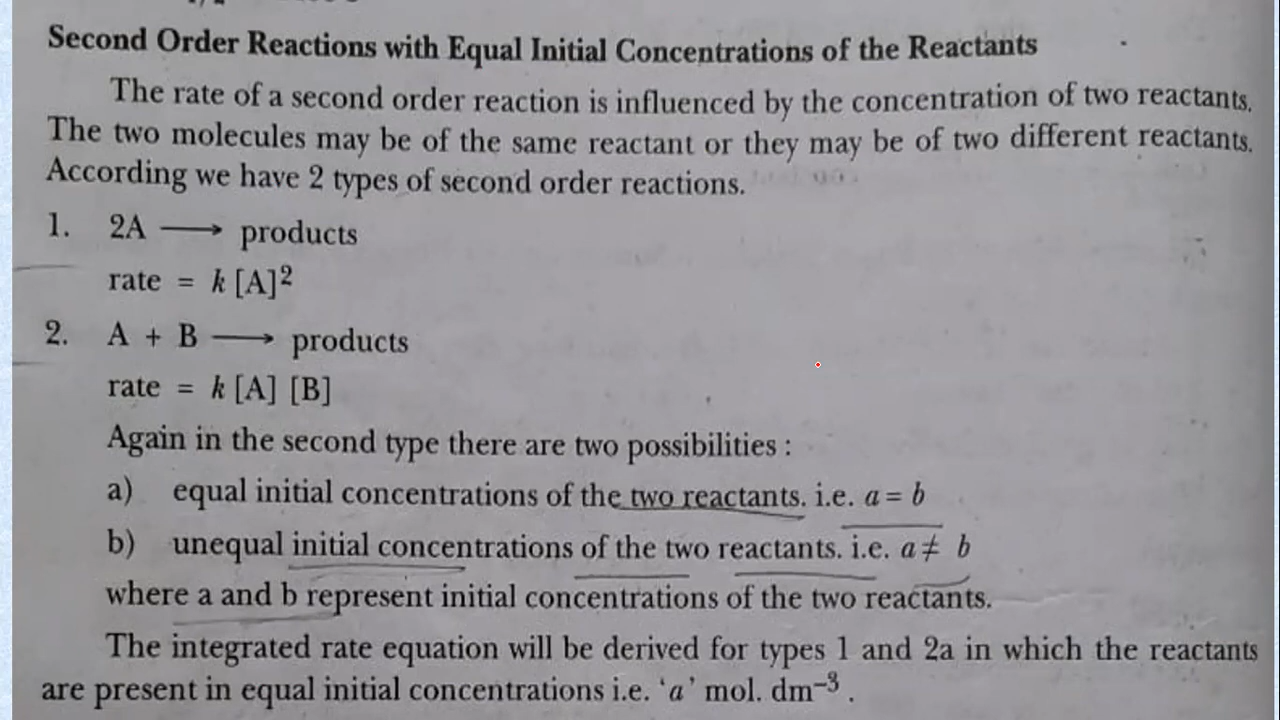 Second Order Reactions with Equal Initial Concentrations of the Reactants
The rate of a second order reaction is influenced by the concentration of two reactants.
The two molecules may be of the same reactant or they may be of two different reactants.
According we have 2 types of second order reactions.
1. 2A ⟶ products
rate = k [A]²
2. A + B ⟶ products
rate = k [A] [B]
Again in the second type there are two possibilities :
a) equal initial concentrations of the two reactants. i.e. a = b
b) unequal initial concentrations of the two reactants. i.e. a ≠ b
where a and b represent initial concentrations of the two reactants.
The integrated rate equation will be derived for types 1 and 2a in which the reactants
are present in equal initial concentrations i.e. ‘a’ mol. dm⁻³ .